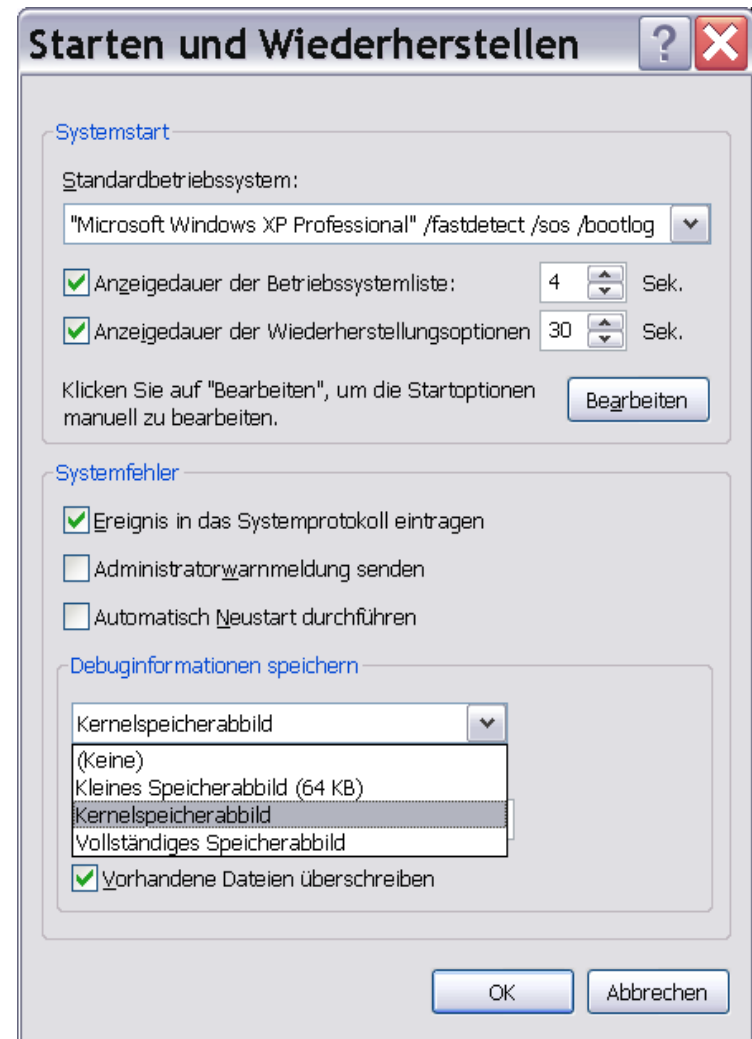 Starten und Wiederherstellen
Systemstart
Standardbetriebssystem:
"Microsoft Windows XP Professional" /fastdetect /sos /bootlog
Anzeigedauer der Betriebssystemliste: 4 Sek.
Anzeigedauer der Wiederherstellungsoptionen 30 Sek.
Klicken Sie auf "Bearbeiten", um die Startoptionen
manuell zu bearbeiten.
Bearbeiten
Systemfehler
Ereignis in das Systemprotokoll eintragen
Administratorwarnmeldung senden
Automatisch Neustart durchführen
Debuginformationen speichern
Kernelspeicherabbild
(Keine)
Kleines Speicherabbild (64 KB)
Kernelspeicherabbild
Vollständiges Speicherabbild
Vorhandene Dateien überschreiben
OK Abbrechen